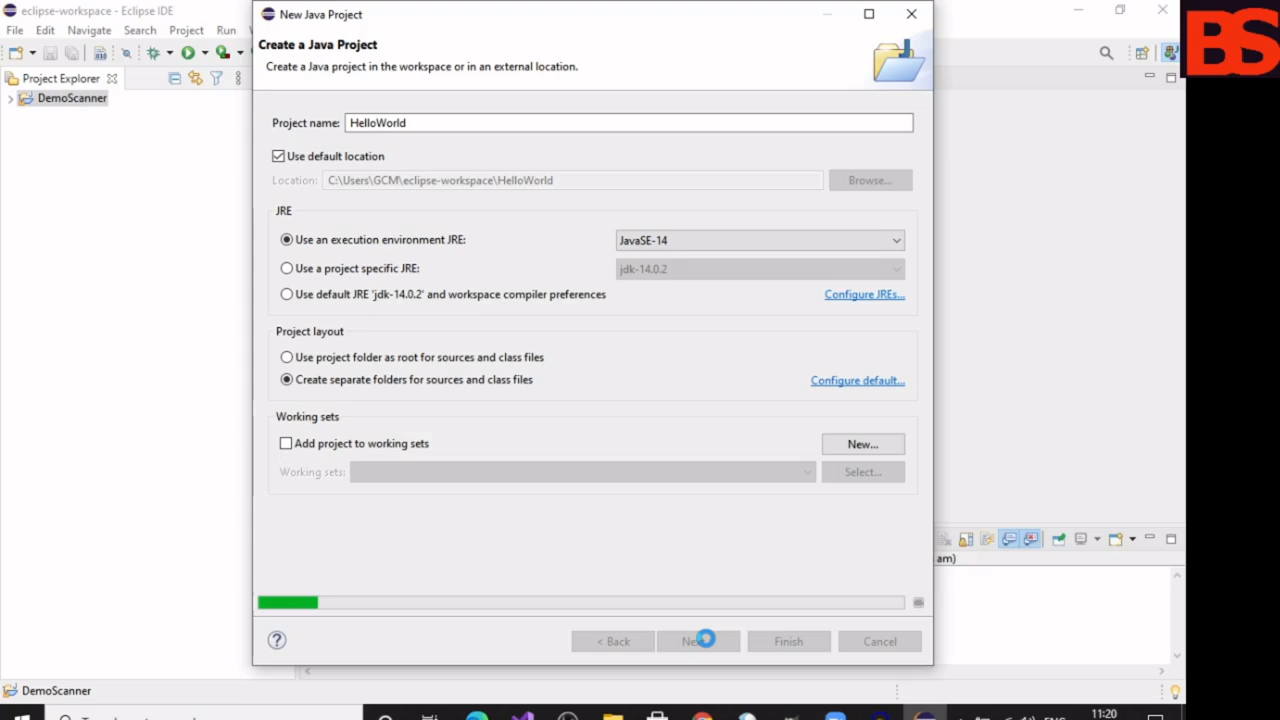 eclipse-workspace - Eclipse IDE
New Java Project
BS
File Edit Navigate Search Project Run
Create a Java Project
Create a Java project in the workspace or in an external location.
Project Explorer
DemoScanner
Project name: HelloWorld
Use default location
Location: C:\Users\GCM\eclipse-workspace\HelloWorld Browse...
JRE
Use an execution environment JRE: JavaSE-14
Use a project specific JRE: jdk-14.0.2
Use default JRE 'jdk-14.0.2' and workspace compiler preferences Configure JREs...
Project layout
Use project folder as root for sources and class files
Create separate folders for sources and class files Configure default...
Working sets
Add project to working sets New...
Working sets: Select...
am)
< Back Finish Cancel
DemoScanner
11:20